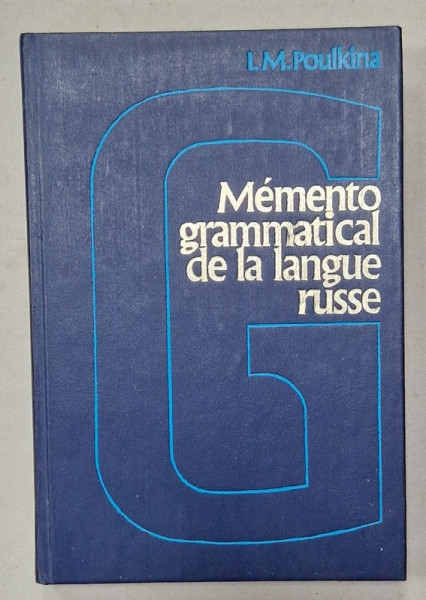 I.M.Poulkina
Mémento
grammatical
de la langue
russe
G